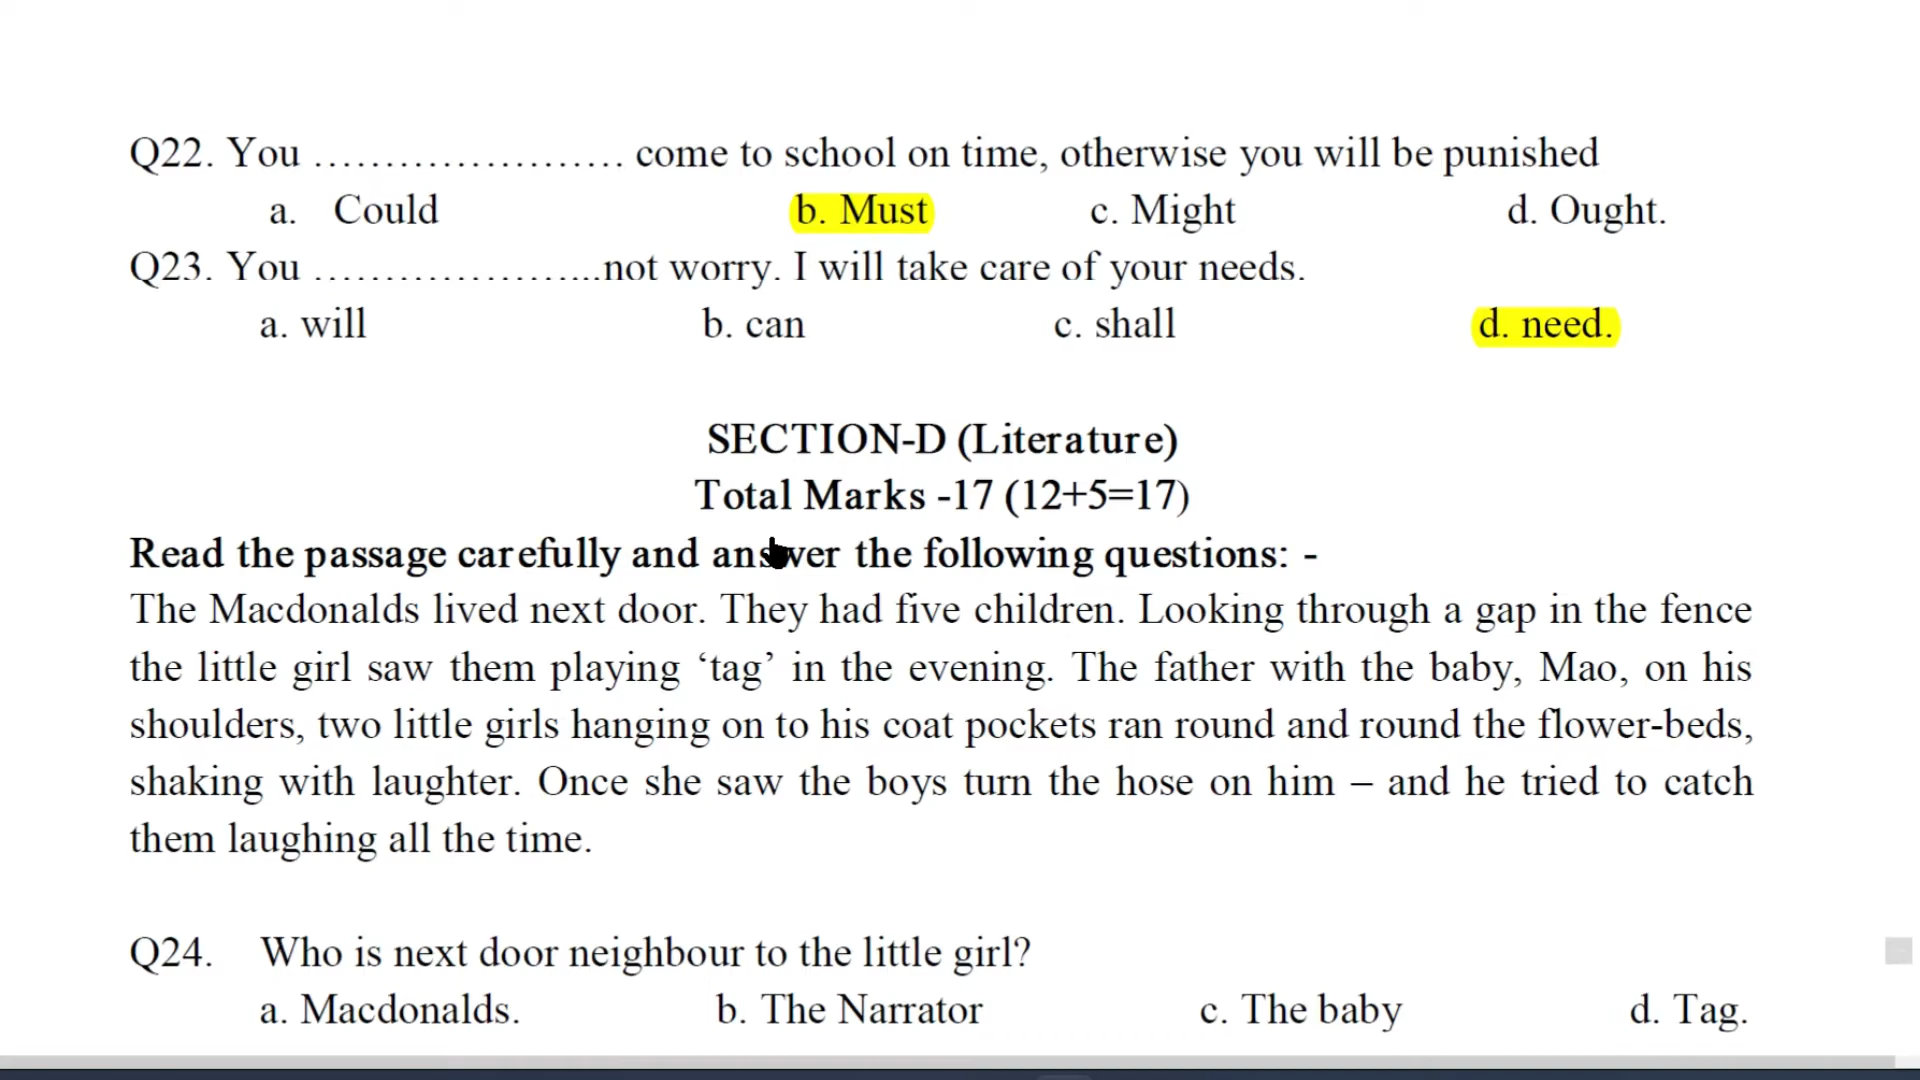 Q22. You …………………. come to school on time, otherwise you will be punished
a. Could b. Must c. Might d. Ought.
Q23. You ………………...not worry. I will take care of your needs.
a. will b. can c. shall d. need.
SECTION-D (Literature)
Total Marks -17 (12+5=17)
Read the passage carefully and answer the following questions: -
The Macdonalds lived next door. They had five children. Looking through a gap in the fence
the little girl saw them playing ‘tag’ in the evening. The father with the baby, Mao, on his
shoulders, two little girls hanging on to his coat pockets ran round and round the flower-beds,
shaking with laughter. Once she saw the boys turn the hose on him – and he tried to catch
them laughing all the time.
Q24. Who is next door neighbour to the little girl?
a. Macdonalds. b. The Narrator c. The baby d. Tag.